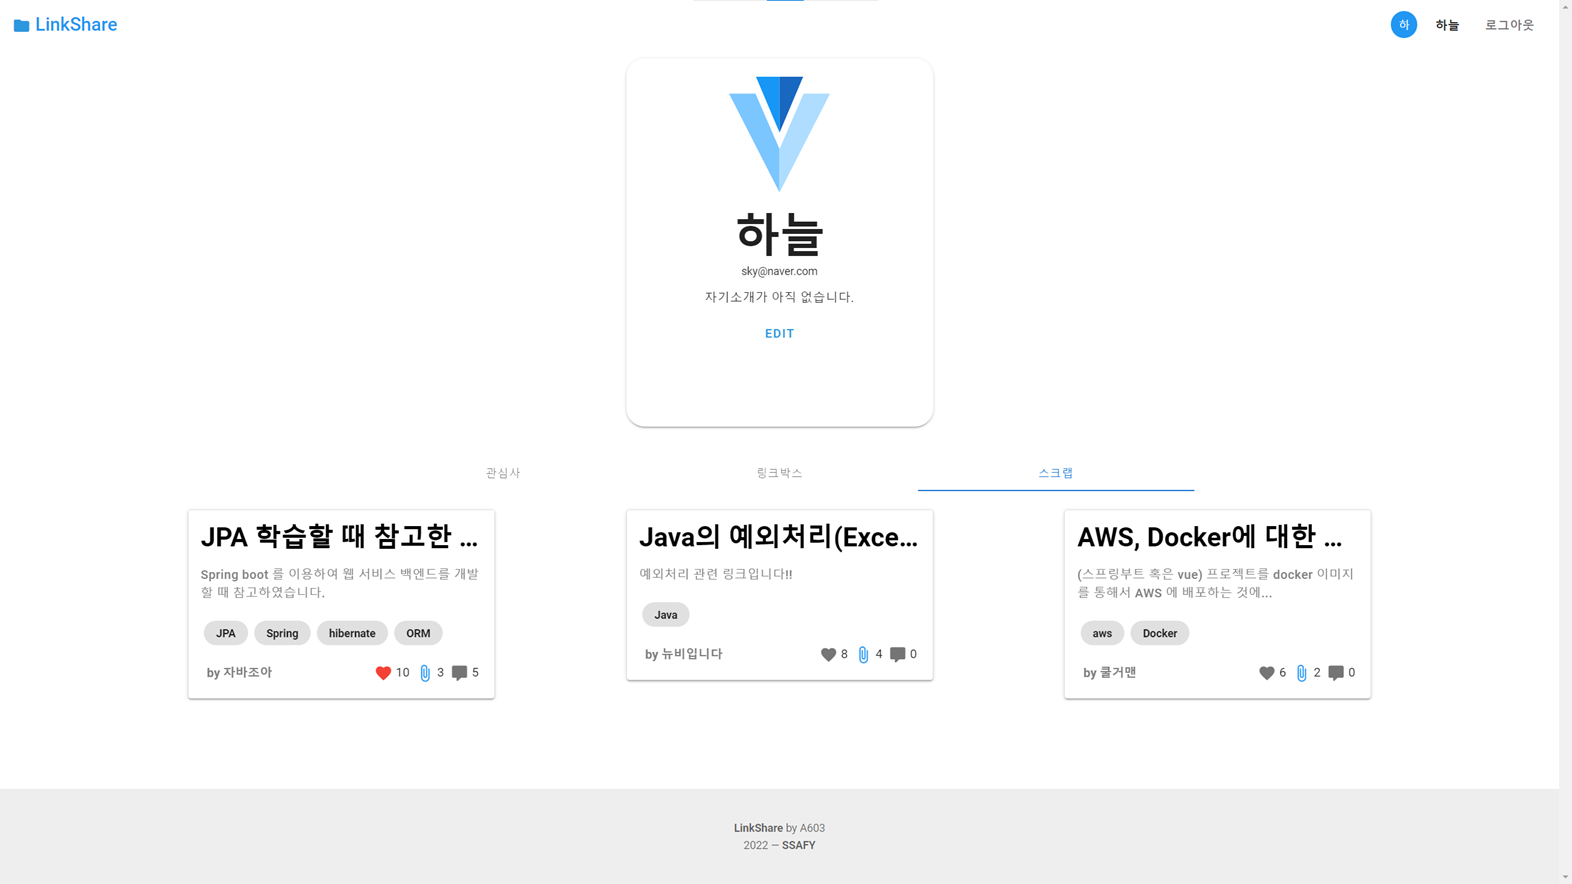 LinkShare
하 하늘 로그아웃
하늘
sky@naver.com
자기소개가 아직 없습니다.
EDIT
관심사 링크박스 스크랩
JPA 학습할 때 참고한 ...
Spring boot 를 이용하여 웹 서비스 백엔드를 개발
할 때 참고하였습니다.
JPA Spring hibernate ORM
by 자바조아 10 3 5
Java의 예외처리(Exce...
예외처리 관련 링크입니다!!
Java
by 뉴비입니다 8 4 0
AWS, Docker에 대한 ...
(스프링부트 혹은 vue) 프로젝트를 docker 이미지
를 통해서 AWS 에 배포하는 것에...
aws Docker
by 쿨거맨 6 2 0
LinkShare by A603
2022 — SSAFY